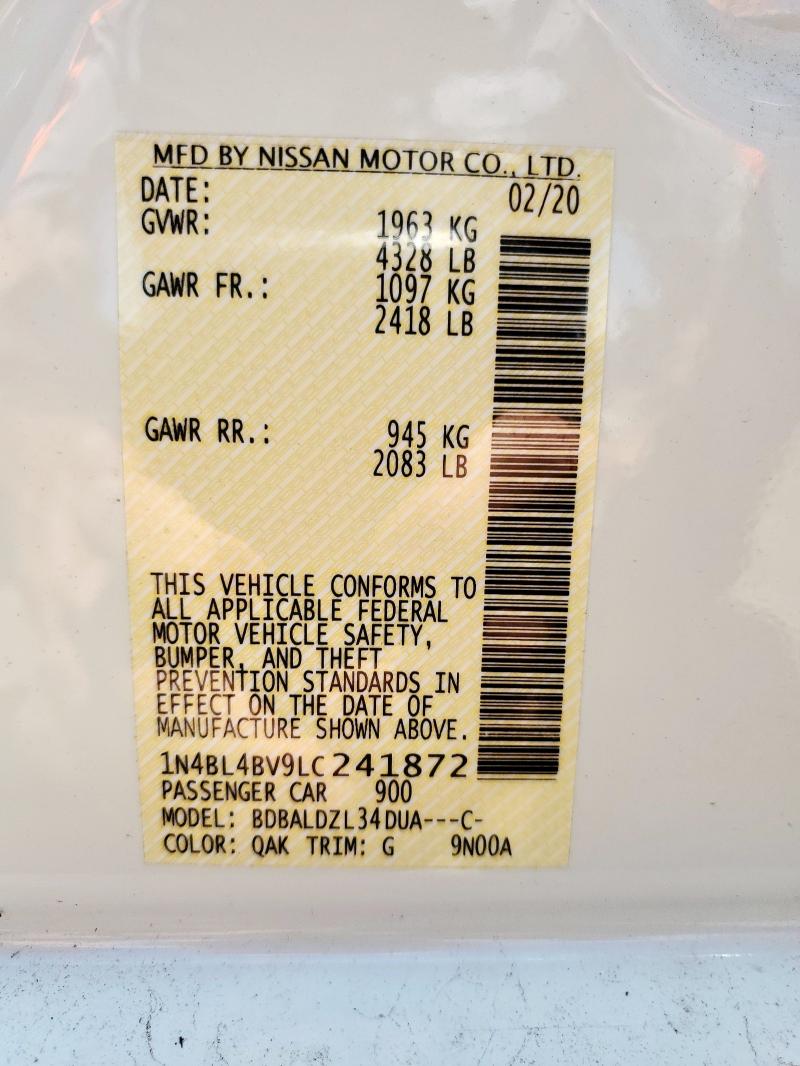 MFD BY NISSAN MOTOR CO., LTD.
DATE: 02/20
GVWR: 1963 KG
4328 LB
GAWR FR.: 1097 KG
2418 LB
GAWR RR.: 945 KG
2083 LB
THIS VEHICLE CONFORMS TO
ALL APPLICABLE FEDERAL
MOTOR VEHICLE SAFETY,
BUMPER, AND THEFT
PREVENTION STANDARDS IN
EFFECT ON THE DATE OF
MANUFACTURE SHOWN ABOVE.
1N4BL4BV9LC241872
PASSENGER CAR 900
MODEL: BDBALDZL34DUA---C-
COLOR: QAK TRIM: G 9N00A